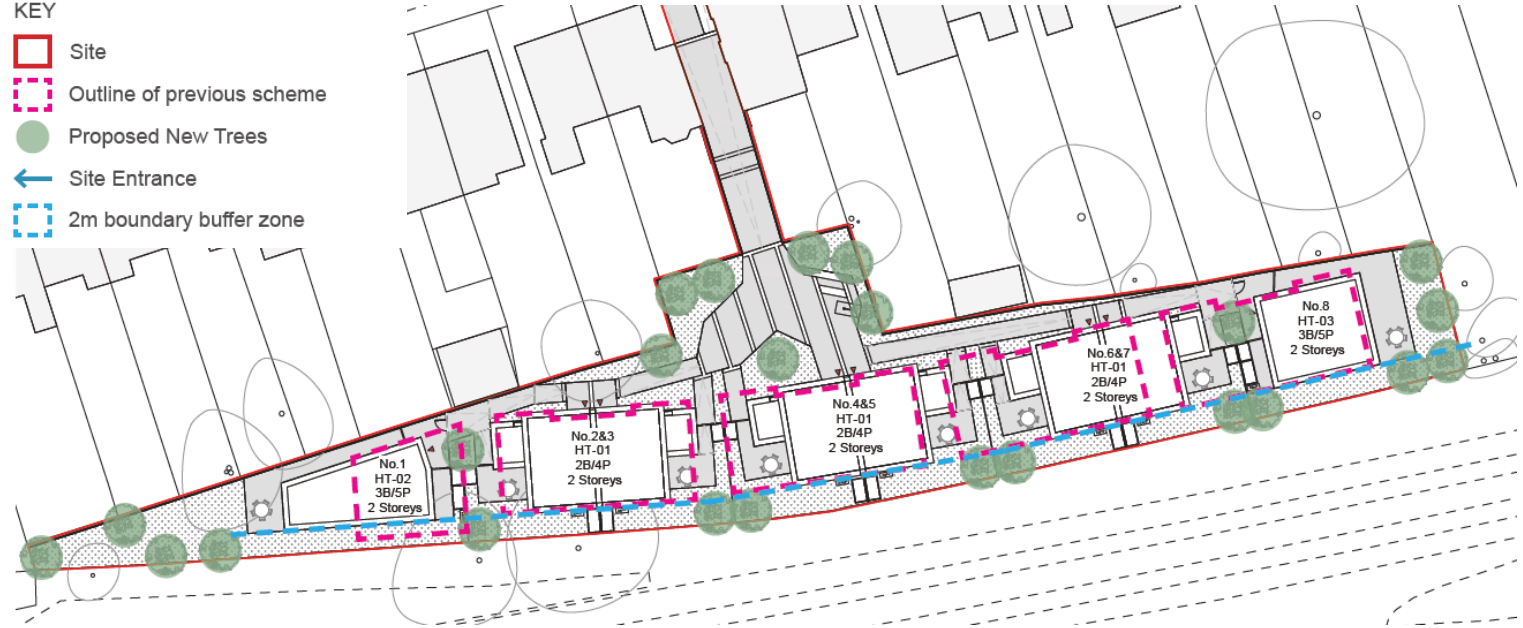 KEY
Site
Outline of previous scheme
Proposed New Trees
Site Entrance
2m boundary buffer zone
No.1
HT-02
3B/5P
2 Storeys
No.2&3
HT-01
2B/4P
2 Storeys
No.4&5
HT-01
2B/4P
2 Storeys
No.6&7
HT-01
2B/4P
2 Storeys
No.8
HT-03
3B/5P
2 Storeys